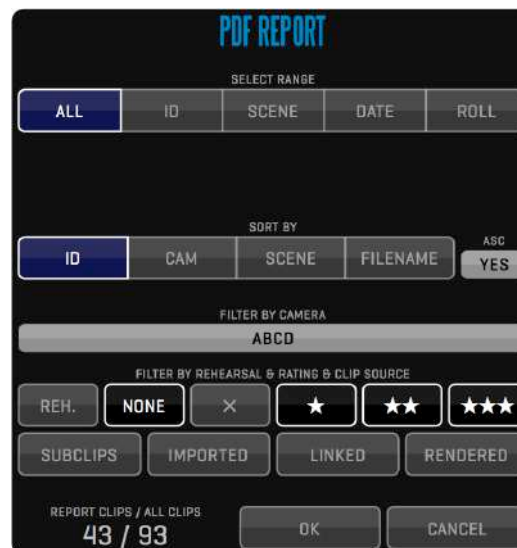 PDF REPORT
SELECT RANGE
ALL ID SCENE DATE ROLL
SORT BY
ASC
ID CAM SCENE FILENAME YES
FILTER BY CAMERA
ABCD
FILTER BY REHEARSAL & RATING & CLIP SOURCE
REH. NONE × ★ ★★ ★★★
SUBCLIPS IMPORTED LINKED RENDERED
REPORT CLIPS / ALL CLIPS
43 / 93 OK CANCEL